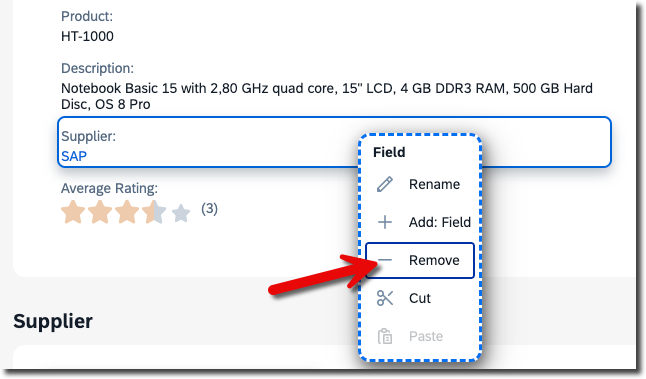 Product:
HT-1000
Description:
Notebook Basic 15 with 2,80 GHz quad core, 15" LCD, 4 GB DDR3 RAM, 500 GB Hard
Disc, OS 8 Pro
Supplier:
SAP
Average Rating:
(3)
Field
Rename
Add: Field
Remove
Cut
Paste
Supplier